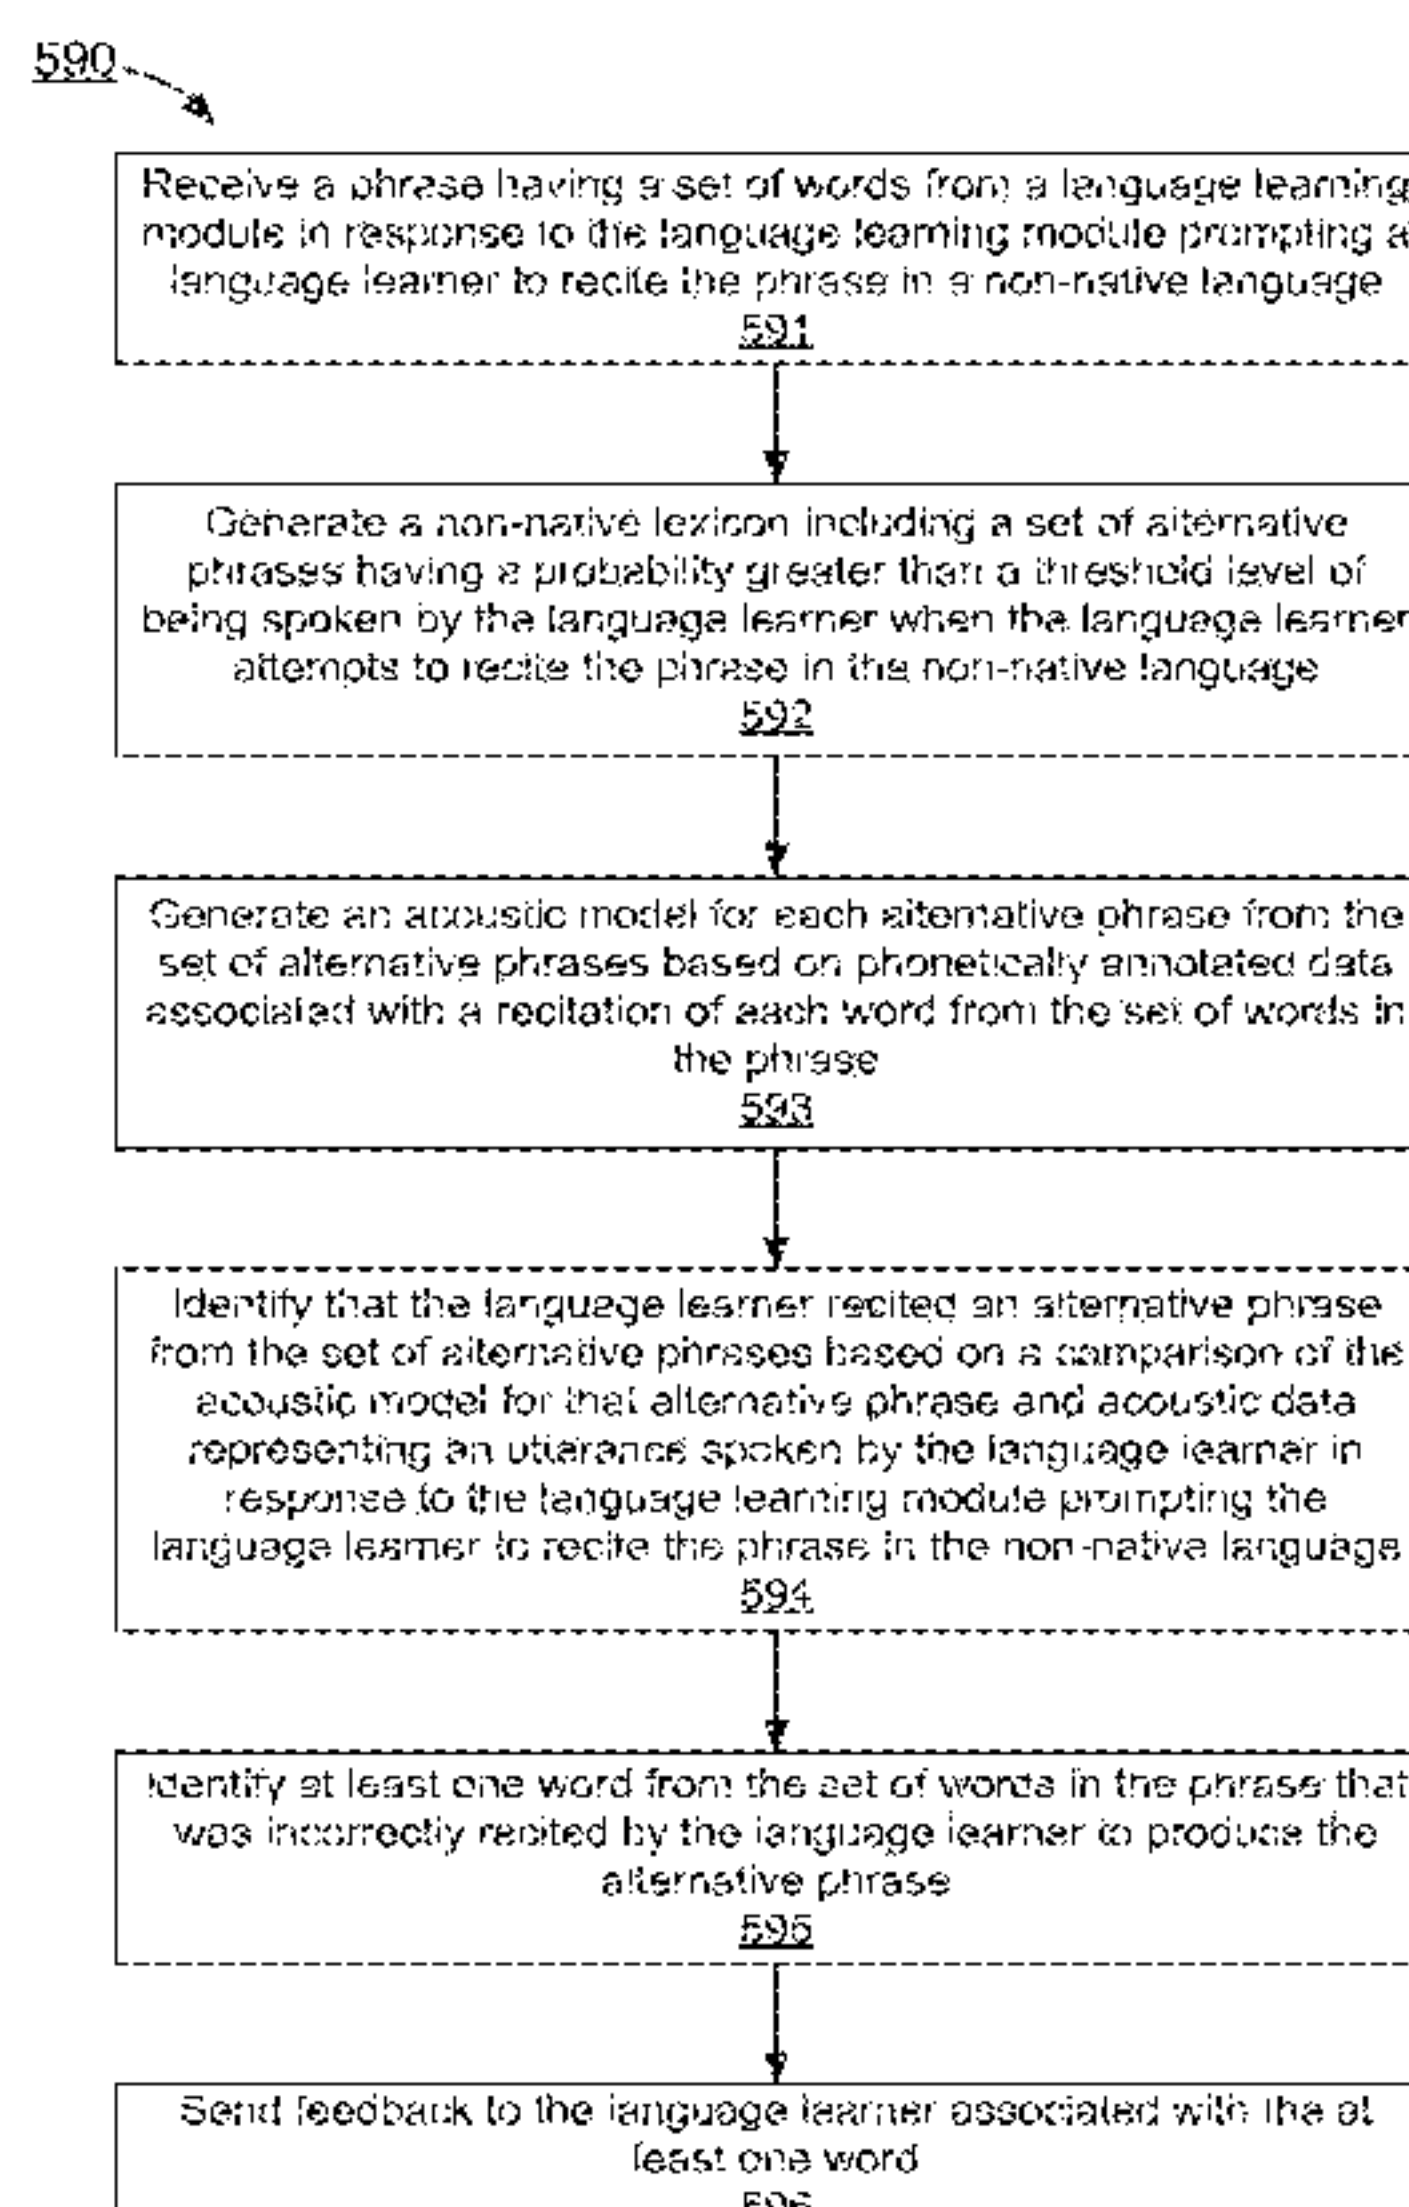 590
Receive a phrase having a set of words from a language learning
module in response to the language learning module prompting a
language learner to recite the phrase in a non-native language
591
Generate a non-native lexicon including a set of alternative
phrases having a probability greater than a threshold level of
being spoken by the language learner when the language learner
attempts to recite the phrase in the non-native language
592
Generate an acoustic model for each alternative phrase from the
set of alternative phrases based on phonetically annotated data
associated with a recitation of each word from the set of words in
the phrase
593
Identify that the language learner recited an alternative phrase
from the set of alternative phrases based on a comparison of the
acoustic model for that alternative phrase and acoustic data
representing an utterance spoken by the language learner in
response to the language learning module prompting the
language learner to recite the phrase in the non-native language
594
Identify at least one word from the set of words in the phrase that
was incorrectly recited by the language learner to produce the
alternative phrase
595
Send feedback to the language learner associated with the at
least one word
596